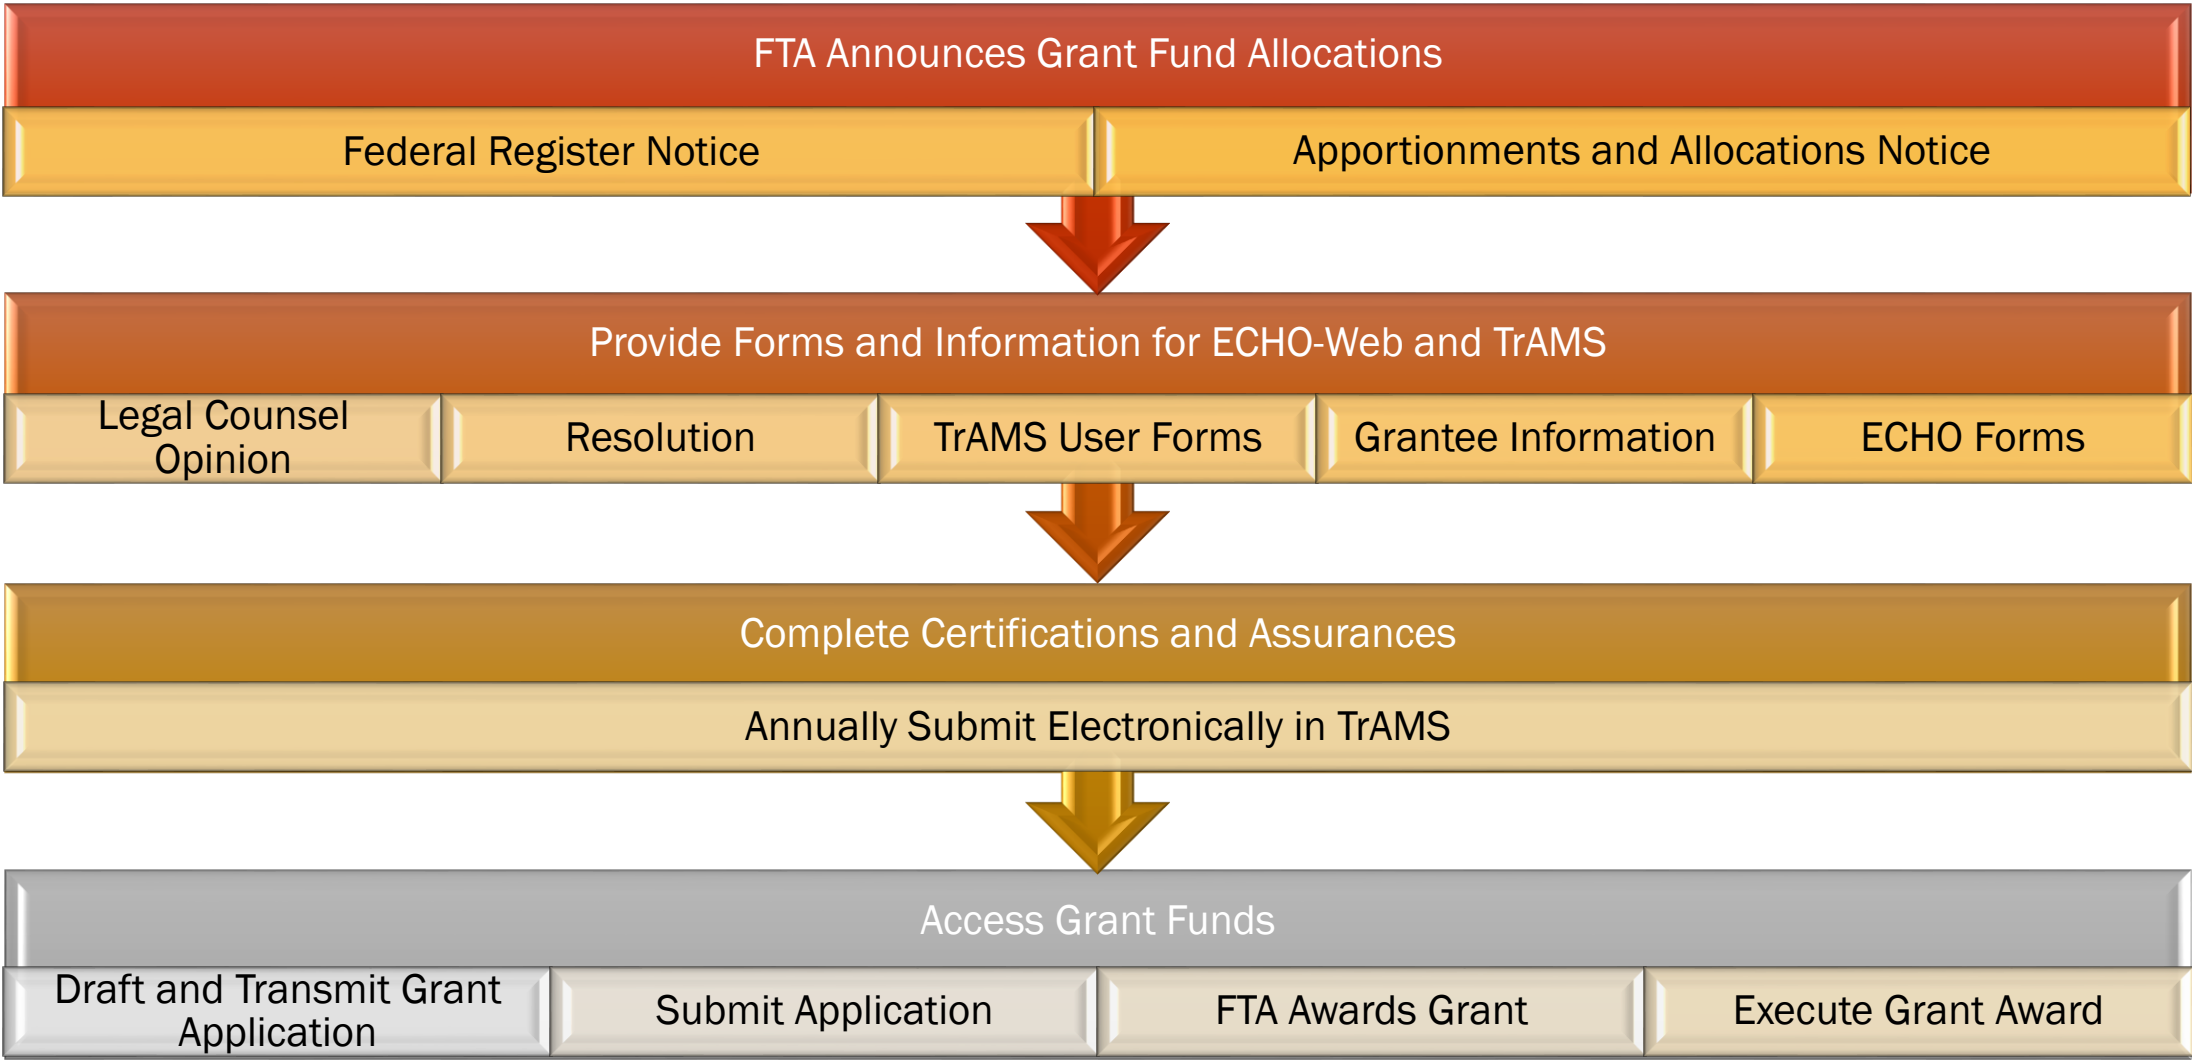 FTA Announces Grant Fund Allocations
Federal Register Notice
Apportionments and Allocations Notice
Provide Forms and Information for ECHO-Web and TrAMS
Legal Counsel
Opinion
Resolution
TrAMS User Forms
Grantee Information
ECHO Forms
Complete Certifications and Assurances
Annually Submit Electronically in TrAMS
Access Grant Funds
Draft and Transmit Grant
Application
Submit Application
FTA Awards Grant
Execute Grant Award